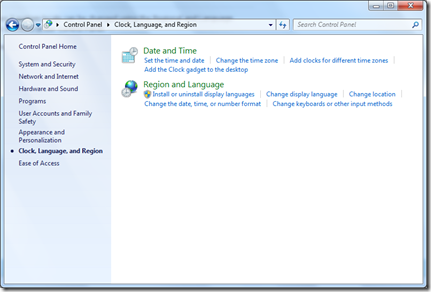 Control Panel ▸ Clock, Language, and Region
Search Control Panel
Control Panel Home
System and Security
Network and Internet
Hardware and Sound
Programs
User Accounts and Family
Safety
Appearance and
Personalization
Clock, Language, and Region
Ease of Access
Date and Time
Set the time and date
Change the time zone
Add clocks for different time zones
Add the Clock gadget to the desktop
Region and Language
Install or uninstall display languages
Change display language
Change location
Change the date, time, or number format
Change keyboards or other input methods